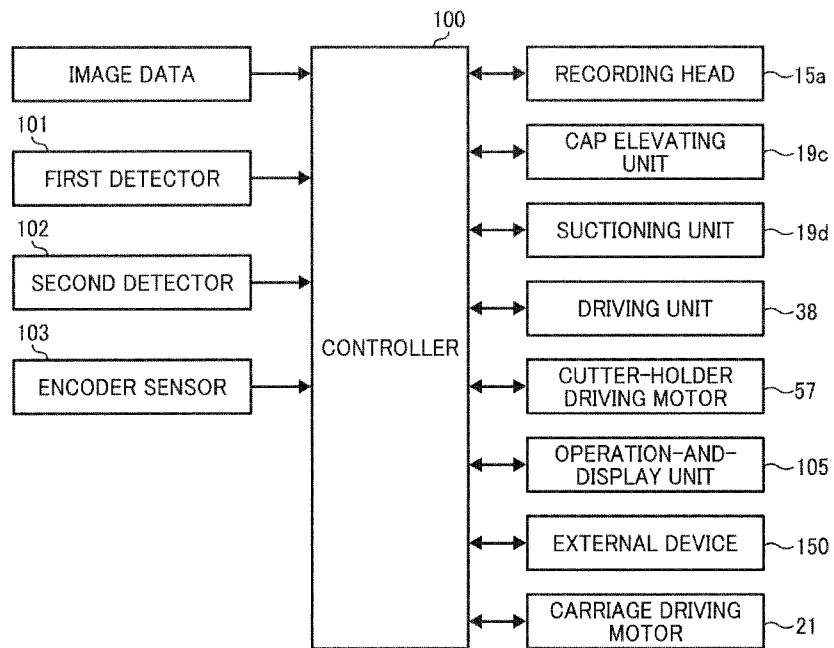 100
IMAGE DATA
101
FIRST DETECTOR
102
SECOND DETECTOR
103
ENCODER SENSOR
CONTROLLER
RECORDING HEAD
15a
CAP ELEVATING
UNIT
19c
SUCTIONING UNIT
19d
DRIVING UNIT
38
CUTTER-HOLDER
DRIVING MOTOR
57
OPERATION-AND-
DISPLAY UNIT
105
EXTERNAL DEVICE
150
CARRIAGE DRIVING
MOTOR
21